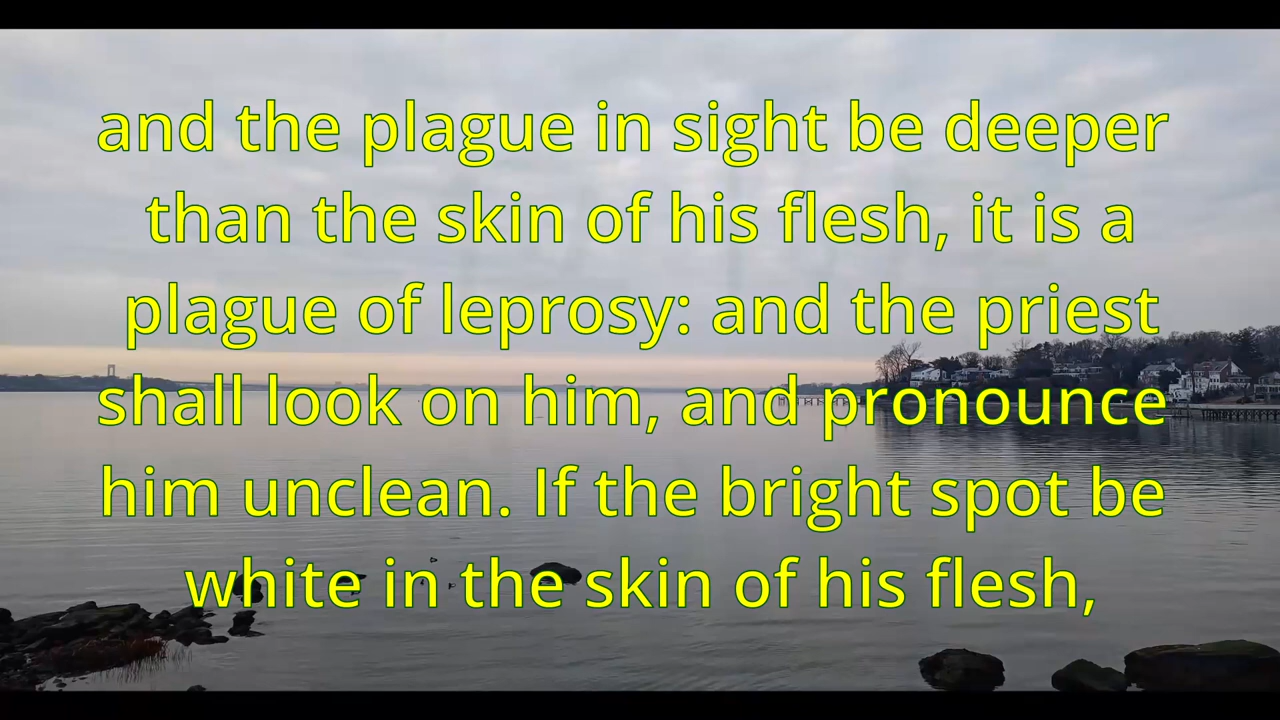 and the plague in sight be deeper
than the skin of his flesh, it is a
plague of leprosy: and the priest
shall look on him, and pronounce
him unclean. If the bright spot be
white in the skin of his flesh,